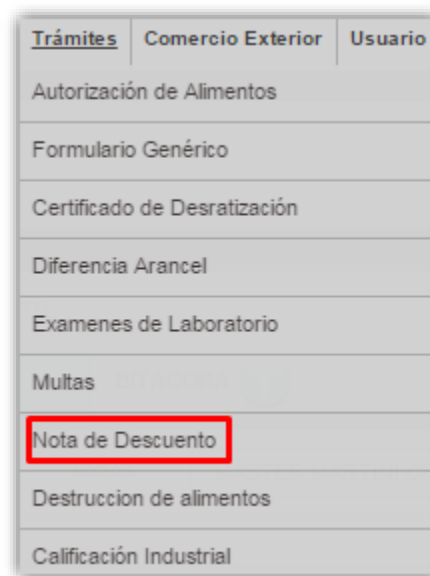 Trámites Comercio Exterior Usuario
Autorización de Alimentos
Formulario Genérico
Certificado de Desratización
Diferencia Arancel
Examenes de Laboratorio
Multas
Nota de Descuento
Destruccion de alimentos
Calificación Industrial